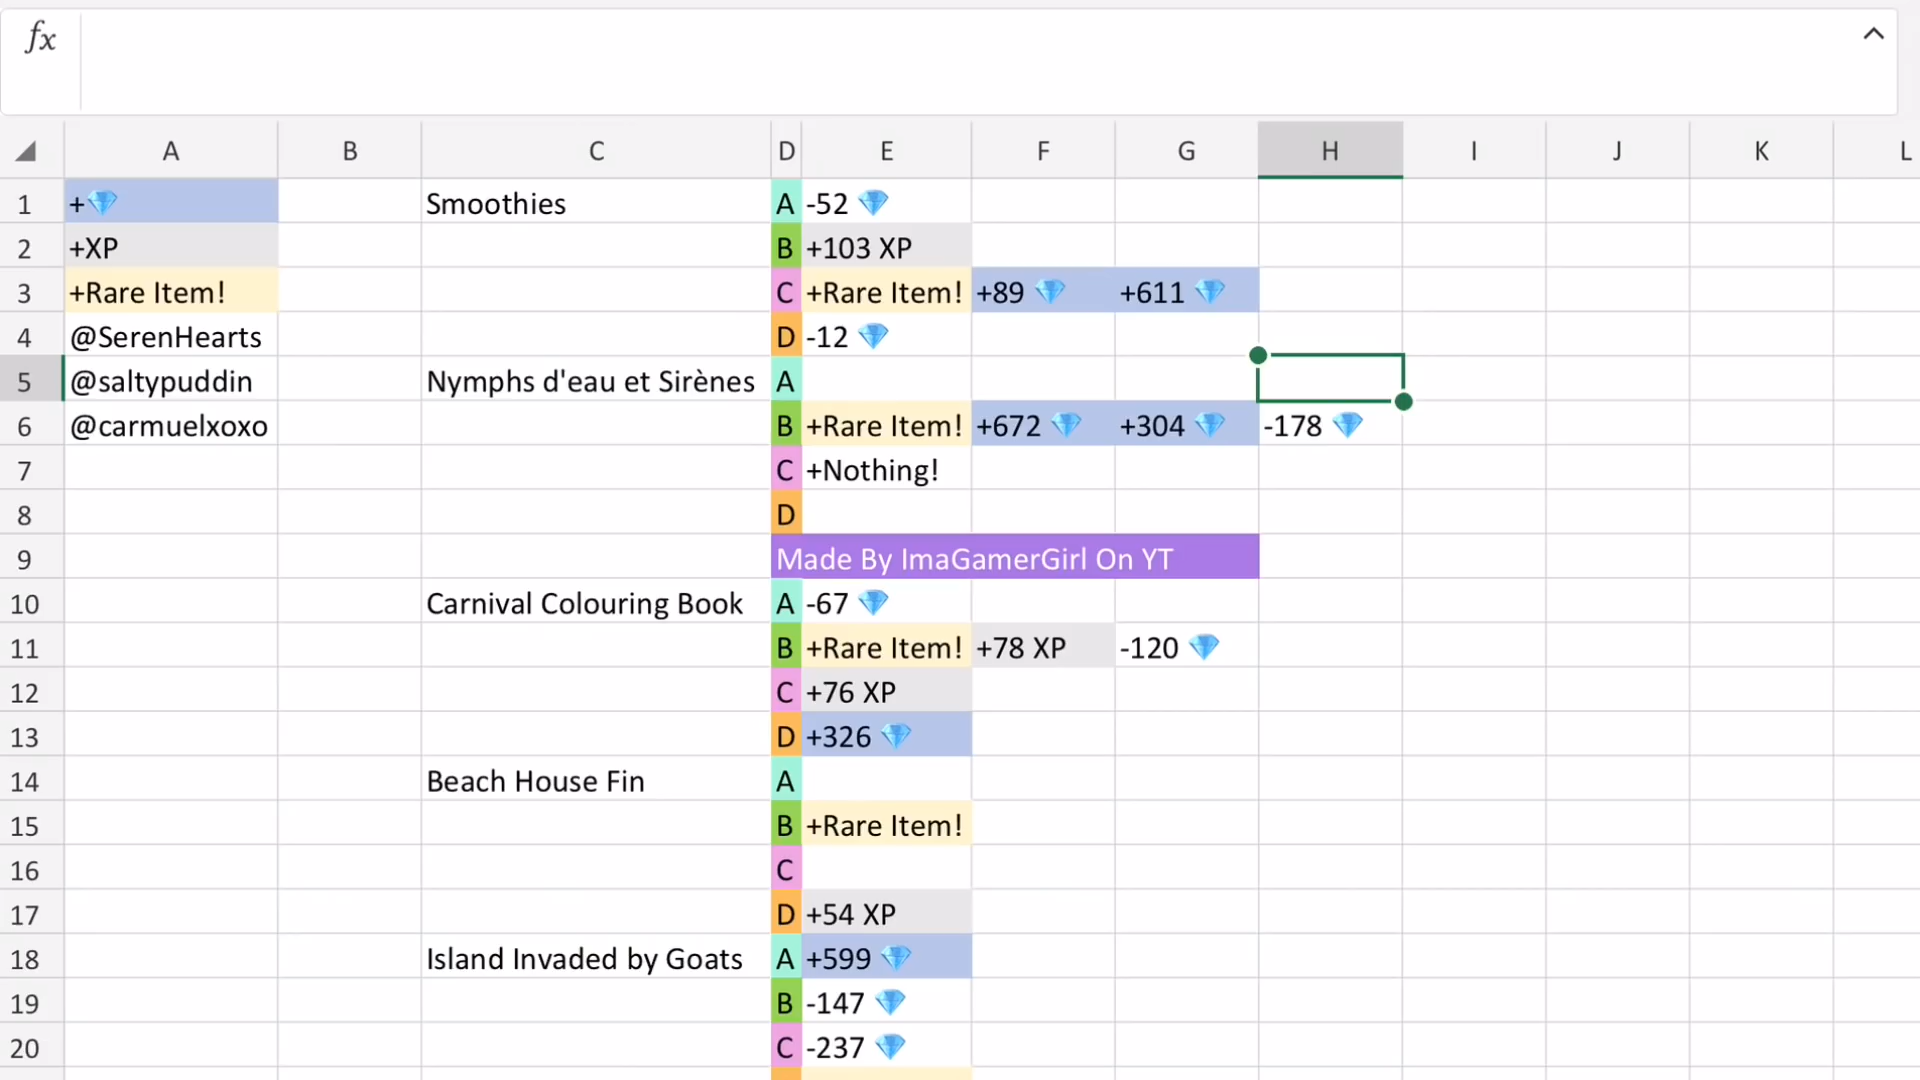 fx
A B C D E F G H I J K L
1 +💎 Smoothies A -52 💎
2 +XP B +103 XP
3 +Rare Item! C +Rare Item! +89 💎 +611 💎
4 @SerenHearts D -12 💎
5 @saltypuddin Nymphs d'eau et Sirènes A
6 @carmuelxoxo B +Rare Item! +672 💎 +304 💎 -178 💎
7 C +Nothing!
8 D
9 Made By ImaGamerGirl On YT
10 Carnival Colouring Book A -67 💎
11 B +Rare Item! +78 XP -120 💎
12 C +76 XP
13 D +326 💎
14 Beach House Fin A
15 B +Rare Item!
16 C
17 D +54 XP
18 Island Invaded by Goats A +599 💎
19 B -147 💎
20 C -237 💎